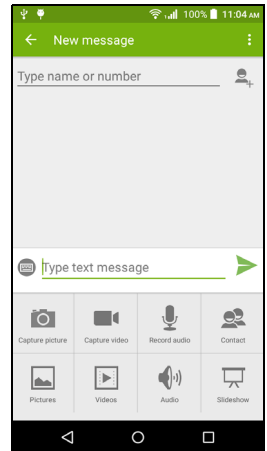 100% 11:04 AM
New message
Type name or number
Type text message
Capture picture Capture video Record audio Contact
Pictures Videos Audio Slideshow